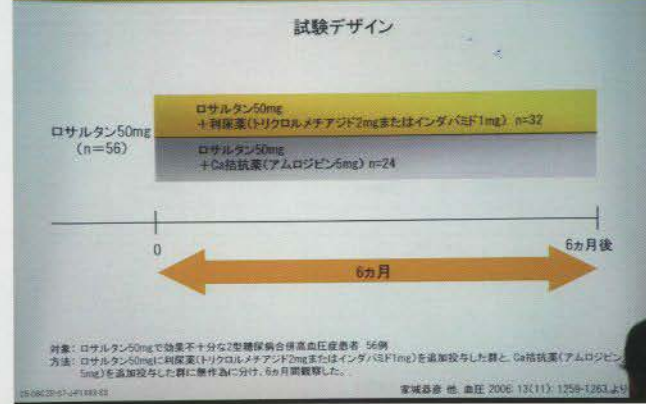 試験デザイン
ロサルタン50mg
+利尿薬(トリクロルメチアジド2mgまたはインダパミド1mg) n=32
ロサルタン50mg
(n=56)
ロサルタン50mg
+Ca拮抗薬(アムロジピン5mg) n=24
0
6ヵ月後
6ヵ月
対象: ロサルタン50mgで効果不十分な2型糖尿病合併高血圧症患者 56例
方法: ロサルタン50mgに利尿薬(トリクロルメチアジド2mgまたはインダパミド1mg)を追加投与した群と、Ca拮抗薬(アムロジピン
5mg)を追加投与した群に無作為に分け、6ヵ月間観察した。
家城恭彦 他 血圧 2006: 13(11): 1259-1263.より